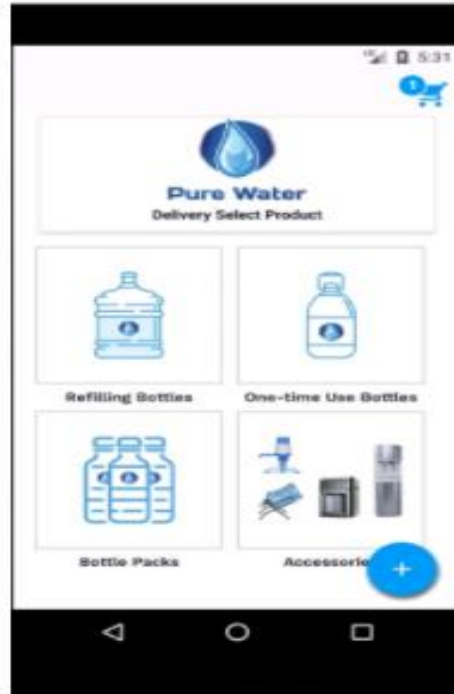 5:31
1
Pure Water
Delivery Select Product
Refilling Bottles
One-time Use Bottles
Bottle Packs
Accessorie
+